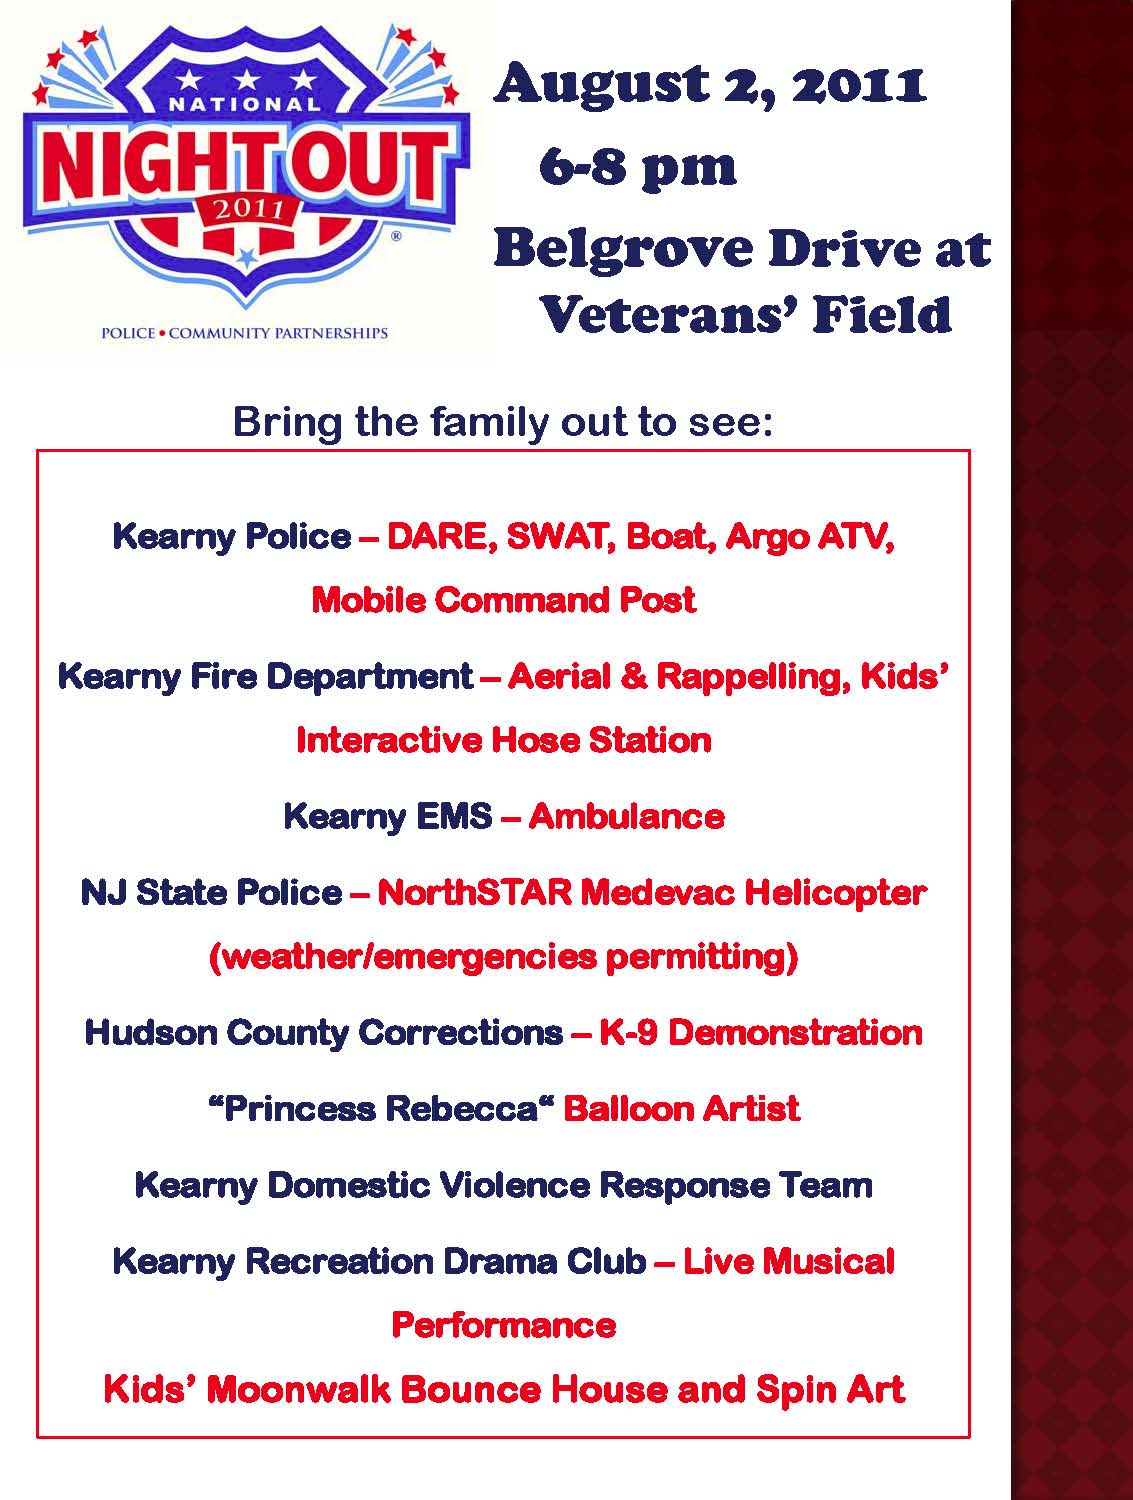 NATIONAL
NIGHT OUT
2011
®
POLICE • COMMUNITY PARTNERSHIPS
August 2, 2011
6-8 pm
Belgrove Drive at
Veterans’ Field
Bring the family out to see:
Kearny Police – DARE, SWAT, Boat, Argo ATV,
Mobile Command Post
Kearny Fire Department – Aerial & Rappelling, Kids’
Interactive Hose Station
Kearny EMS – Ambulance
NJ State Police – NorthSTAR Medevac Helicopter
(weather/emergencies permitting)
Hudson County Corrections – K-9 Demonstration
“Princess Rebecca“ Balloon Artist
Kearny Domestic Violence Response Team
Kearny Recreation Drama Club – Live Musical
Performance
Kids’ Moonwalk Bounce House and Spin Art